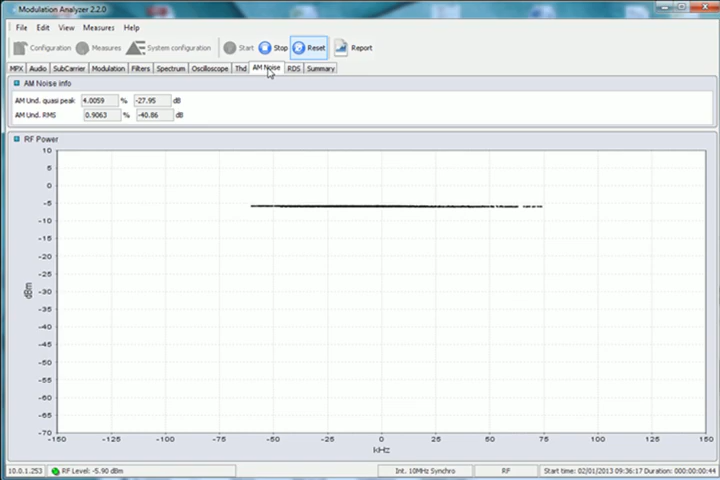 Modulation Analyzer 2.2.0
File Edit View Measures Help
Configuration Measures System configuration Start Stop Reset Report
MPX Audio SubCarrier Modulation Filters Spectrum Oscilloscope Thd AM Noise RDS Summary
AM Noise info
AM Und. quasi peak 4.0059 % -27.95 dB
AM Und. RMS 0.9063 % -40.86 dB
RF Power
10
5
0
-5
-10
-15
-20
-25
-30
-35
-40
-45
-50
-55
-60
-65
-70
dBm
-150 -125 -100 -75 -50 -25 0 25 50 75 100 125 150
kHz
10.0.1.253 RF Level: -5.90 dBm Int. 10MHz Synchro RF Start time: 02/01/2013 09:36:17 Duration: 000:00:00:44